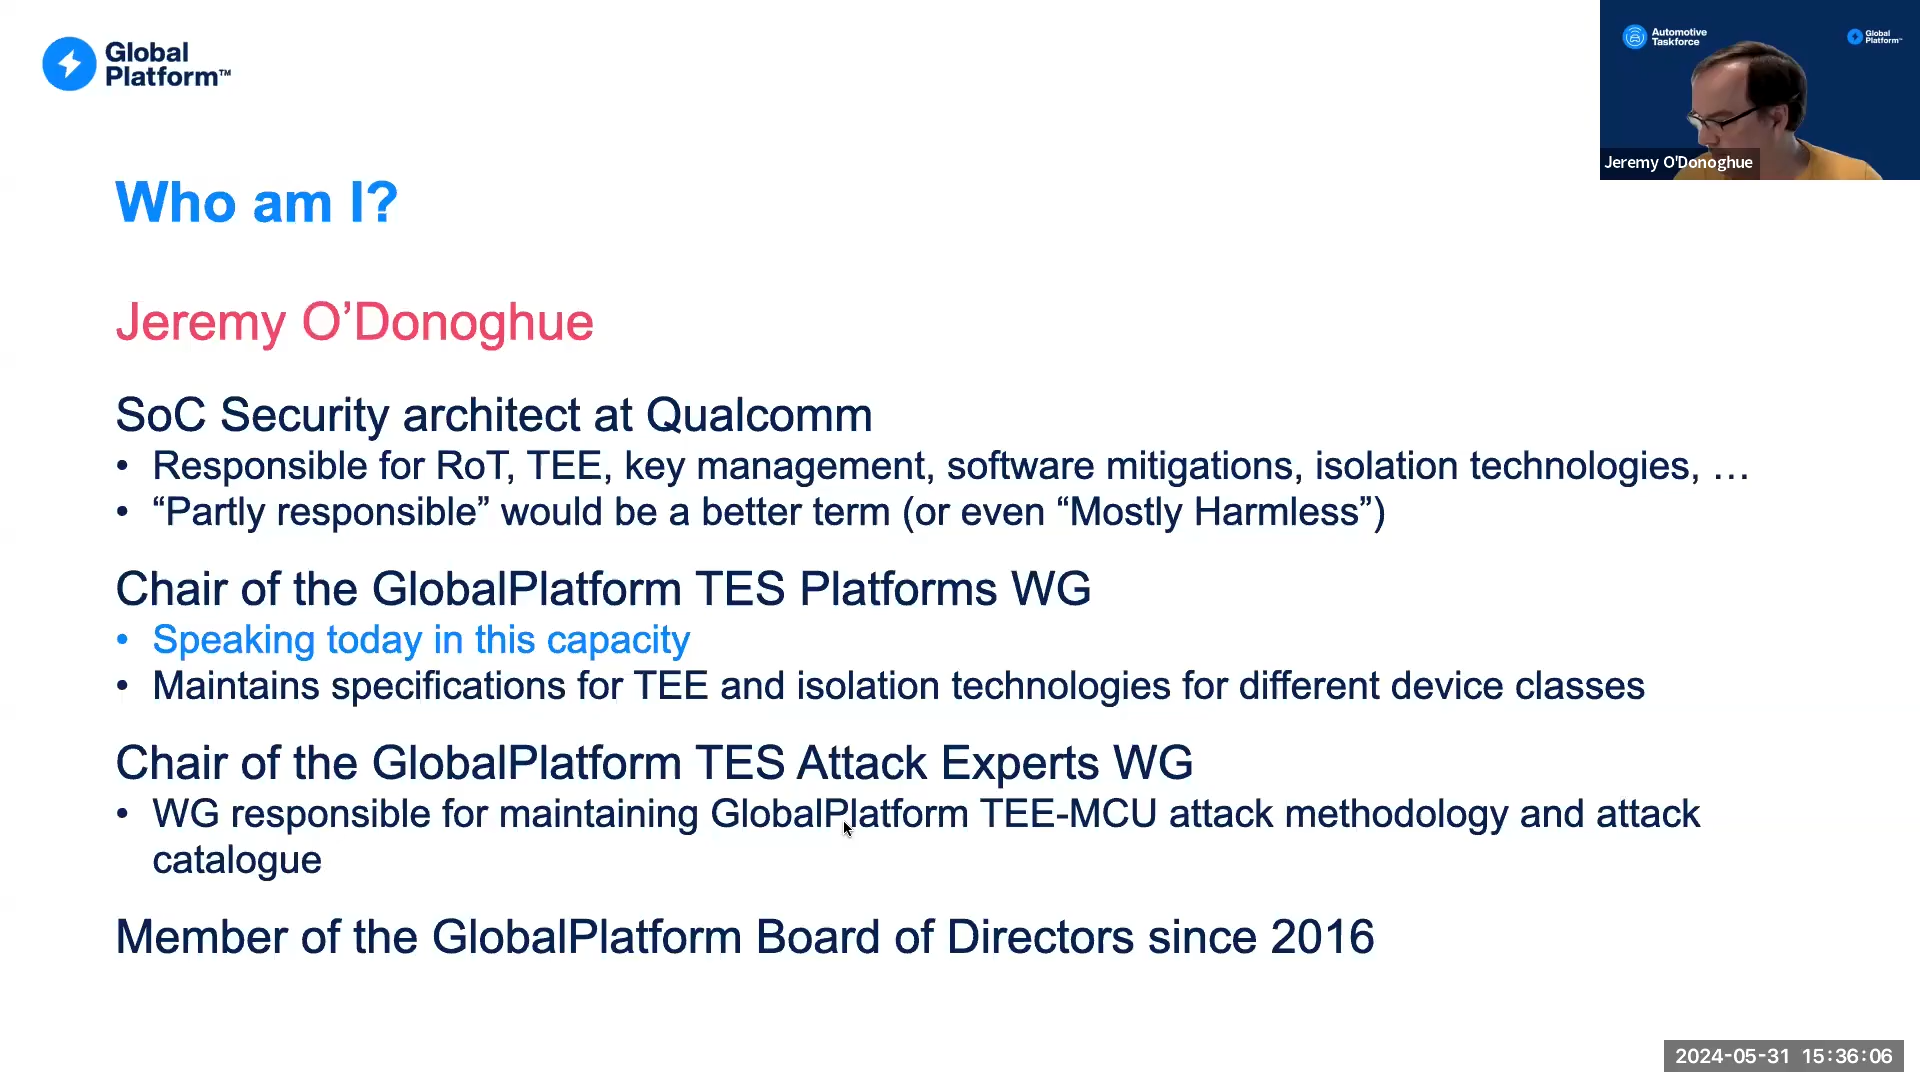 Global
Platform™
Automotive
Taskforce
Global
Platform™
Jeremy O'Donoghue
Who am I?
Jeremy O’Donoghue
SoC Security architect at Qualcomm
• Responsible for RoT, TEE, key management, software mitigations, isolation technologies, …
• “Partly responsible” would be a better term (or even “Mostly Harmless”)
Chair of the GlobalPlatform TES Platforms WG
• Speaking today in this capacity
• Maintains specifications for TEE and isolation technologies for different device classes
Chair of the GlobalPlatform TES Attack Experts WG
• WG responsible for maintaining GlobalPlatform TEE-MCU attack methodology and attack
catalogue
Member of the GlobalPlatform Board of Directors since 2016
2024-05-31 15:36:06